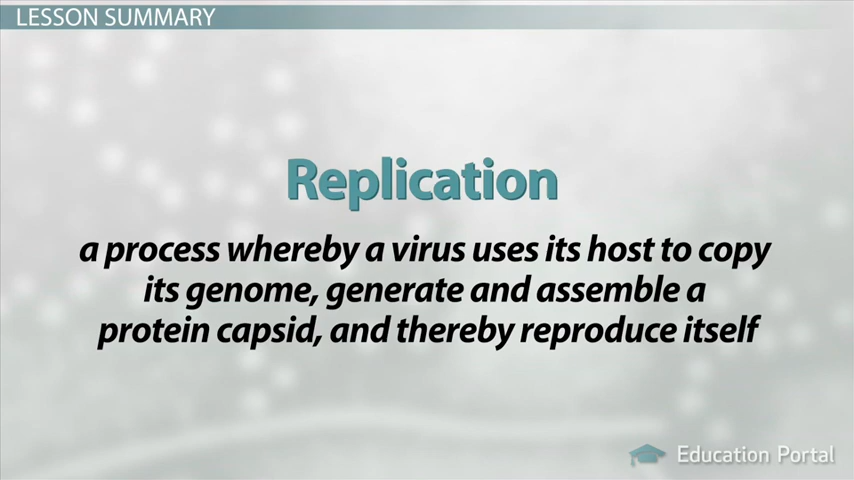 LESSON SUMMARY
Replication
a process whereby a virus uses its host to copy
its genome, generate and assemble a
protein capsid, and thereby reproduce itself
Education Portal